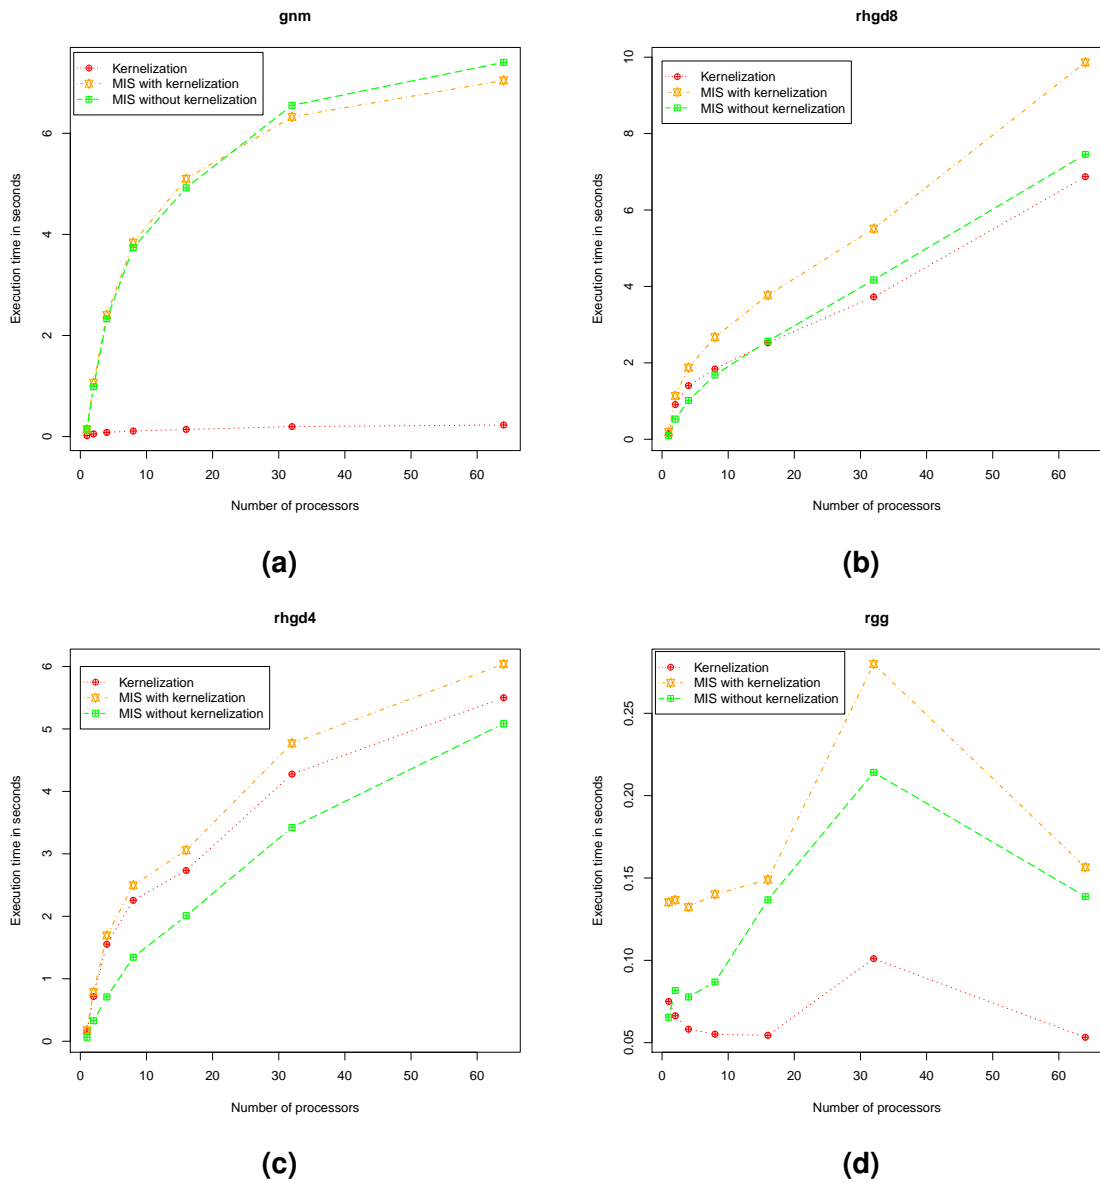 gnm
Kernelization
MIS with kernelization
MIS without kernelization
Execution time in seconds
6
4
2
0
0 10 20 30 40 50 60
Number of processors
(a)
rhgd8
Kernelization
MIS with kernelization
MIS without kernelization
Execution time in seconds
10
8
6
4
2
0
0 10 20 30 40 50 60
Number of processors
(b)
rhgd4
Kernelization
MIS with kernelization
MIS without kernelization
Execution time in seconds
6
5
4
3
2
1
0
0 10 20 30 40 50 60
Number of processors
(c)
rgg
Kernelization
MIS with kernelization
MIS without kernelization
Execution time in seconds
0.25
0.20
0.15
0.10
0.05
0 10 20 30 40 50 60
Number of processors
(d)